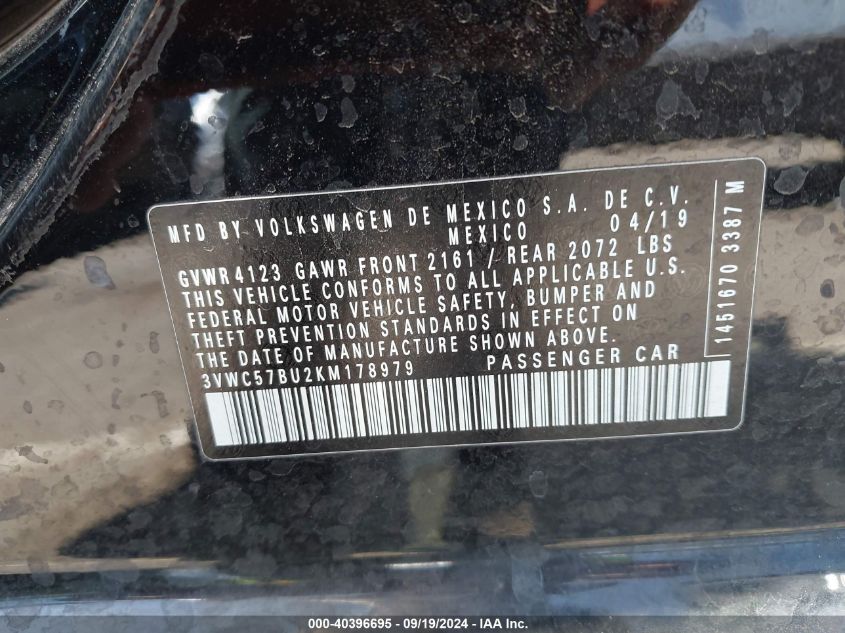 MFD BY VOLKSWAGEN DE MEXICO S.A. DE C.V.
MEXICO 04/19
GVWR 4123 GAWR FRONT 2161 / REAR 2072 LBS
THIS VEHICLE CONFORMS TO ALL APPLICABLE U.S.
FEDERAL MOTOR VEHICLE SAFETY, BUMPER AND
THEFT PREVENTION STANDARDS IN EFFECT ON
THE DATE OF MANUFACTURE SHOWN ABOVE.
3VWC57BU2KM178979 PASSENGER CAR
1451670 3387 M
000-40396695 - 09/19/2024 - IAA Inc.